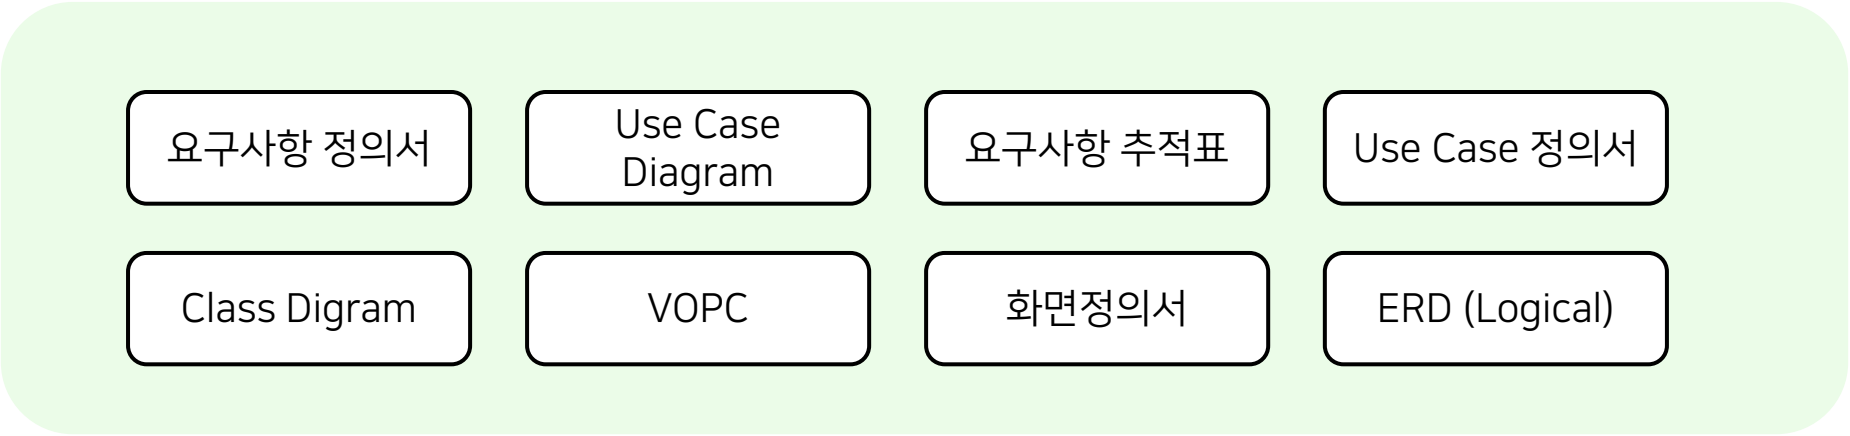 요구사항 정의서
Use Case
Diagram
요구사항 추적표
Use Case 정의서
Class Digram
VOPC
화면정의서
ERD (Logical)